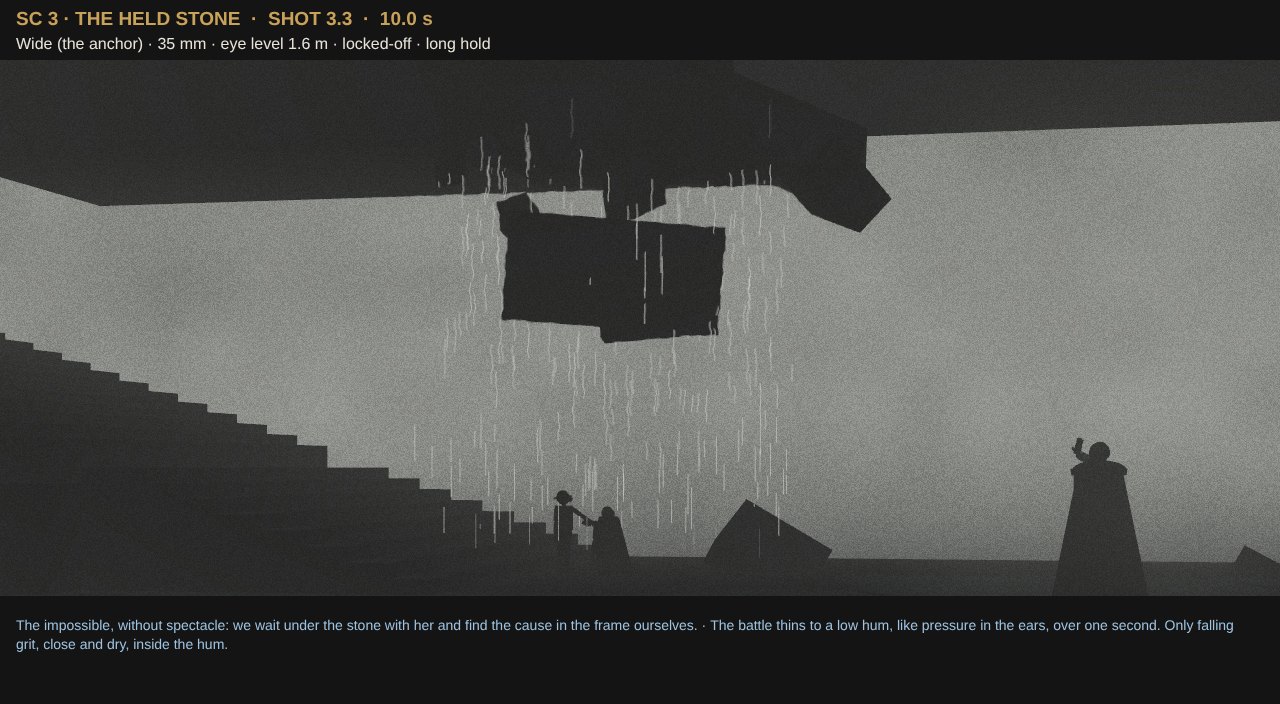 SC 3 · THE HELD STONE · SHOT 3.3 · 10.0 s
Wide (the anchor) · 35 mm · eye level 1.6 m · locked-off · long hold
The impossible, without spectacle: we wait under the stone with her and find the cause in the frame ourselves. · The battle thins to a low hum, like pressure in the ears, over one second. Only falling
grit, close and dry, inside the hum.